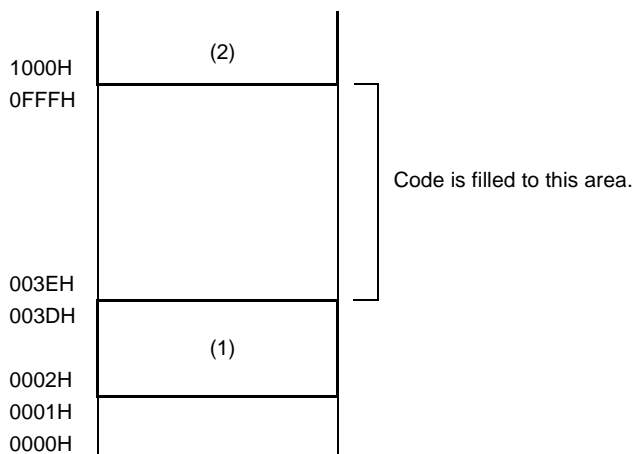 (2)
1000H
0FFFH
Code is filled to this area.
003EH
003DH
(1)
0002H
0001H
0000H